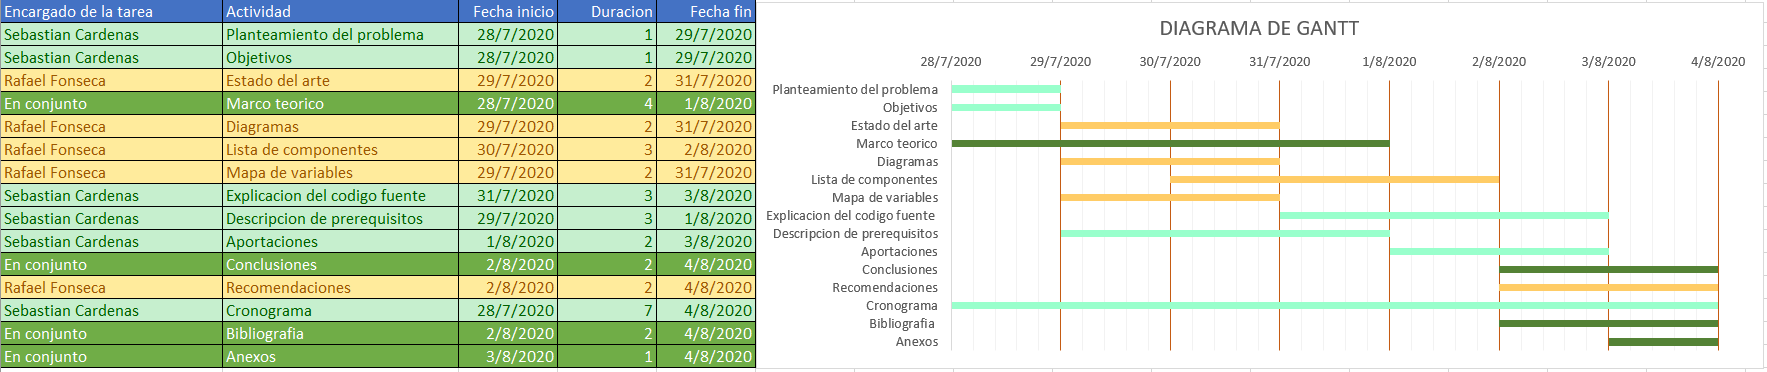 Encargado de la tarea Actividad Fecha inicio Duracion Fecha fin
Sebastian Cardenas Planteamiento del problema 28/7/2020 1 29/7/2020
Sebastian Cardenas Objetivos 28/7/2020 1 29/7/2020
Rafael Fonseca Estado del arte 29/7/2020 2 31/7/2020
En conjunto Marco teorico 28/7/2020 4 1/8/2020
Rafael Fonseca Diagramas 29/7/2020 2 31/7/2020
Rafael Fonseca Lista de componentes 30/7/2020 3 2/8/2020
Rafael Fonseca Mapa de variables 29/7/2020 2 31/7/2020
Sebastian Cardenas Explicacion del codigo fuente 31/7/2020 3 3/8/2020
Sebastian Cardenas Descripcion de prerequisitos 29/7/2020 3 1/8/2020
Sebastian Cardenas Aportaciones 1/8/2020 2 3/8/2020
En conjunto Conclusiones 2/8/2020 2 4/8/2020
Rafael Fonseca Recomendaciones 2/8/2020 2 4/8/2020
Sebastian Cardenas Cronograma 28/7/2020 7 4/8/2020
En conjunto Bibliografia 2/8/2020 2 4/8/2020
En conjunto Anexos 3/8/2020 1 4/8/2020
DIAGRAMA DE GANTT
28/7/2020 29/7/2020 30/7/2020 31/7/2020 1/8/2020 2/8/2020 3/8/2020 4/8/2020
Planteamiento del problema
Objetivos
Estado del arte
Marco teorico
Diagramas
Lista de componentes
Mapa de variables
Explicacion del codigo fuente
Descripcion de prerequisitos
Aportaciones
Conclusiones
Recomendaciones
Cronograma
Bibliografia
Anexos